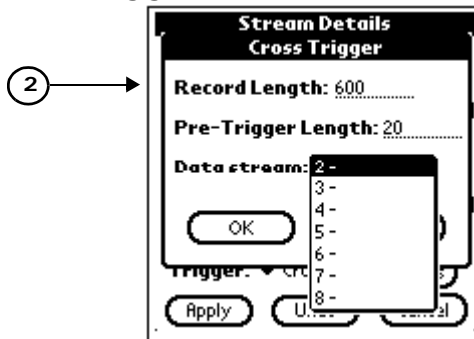 Stream Details
Cross Trigger
2
Record Length: 600
Pre-Trigger Length: 20
Data stream: 2 -
3 -
4 -
OK
5 -
6 -
Trigger:
7 -
8 -
Apply